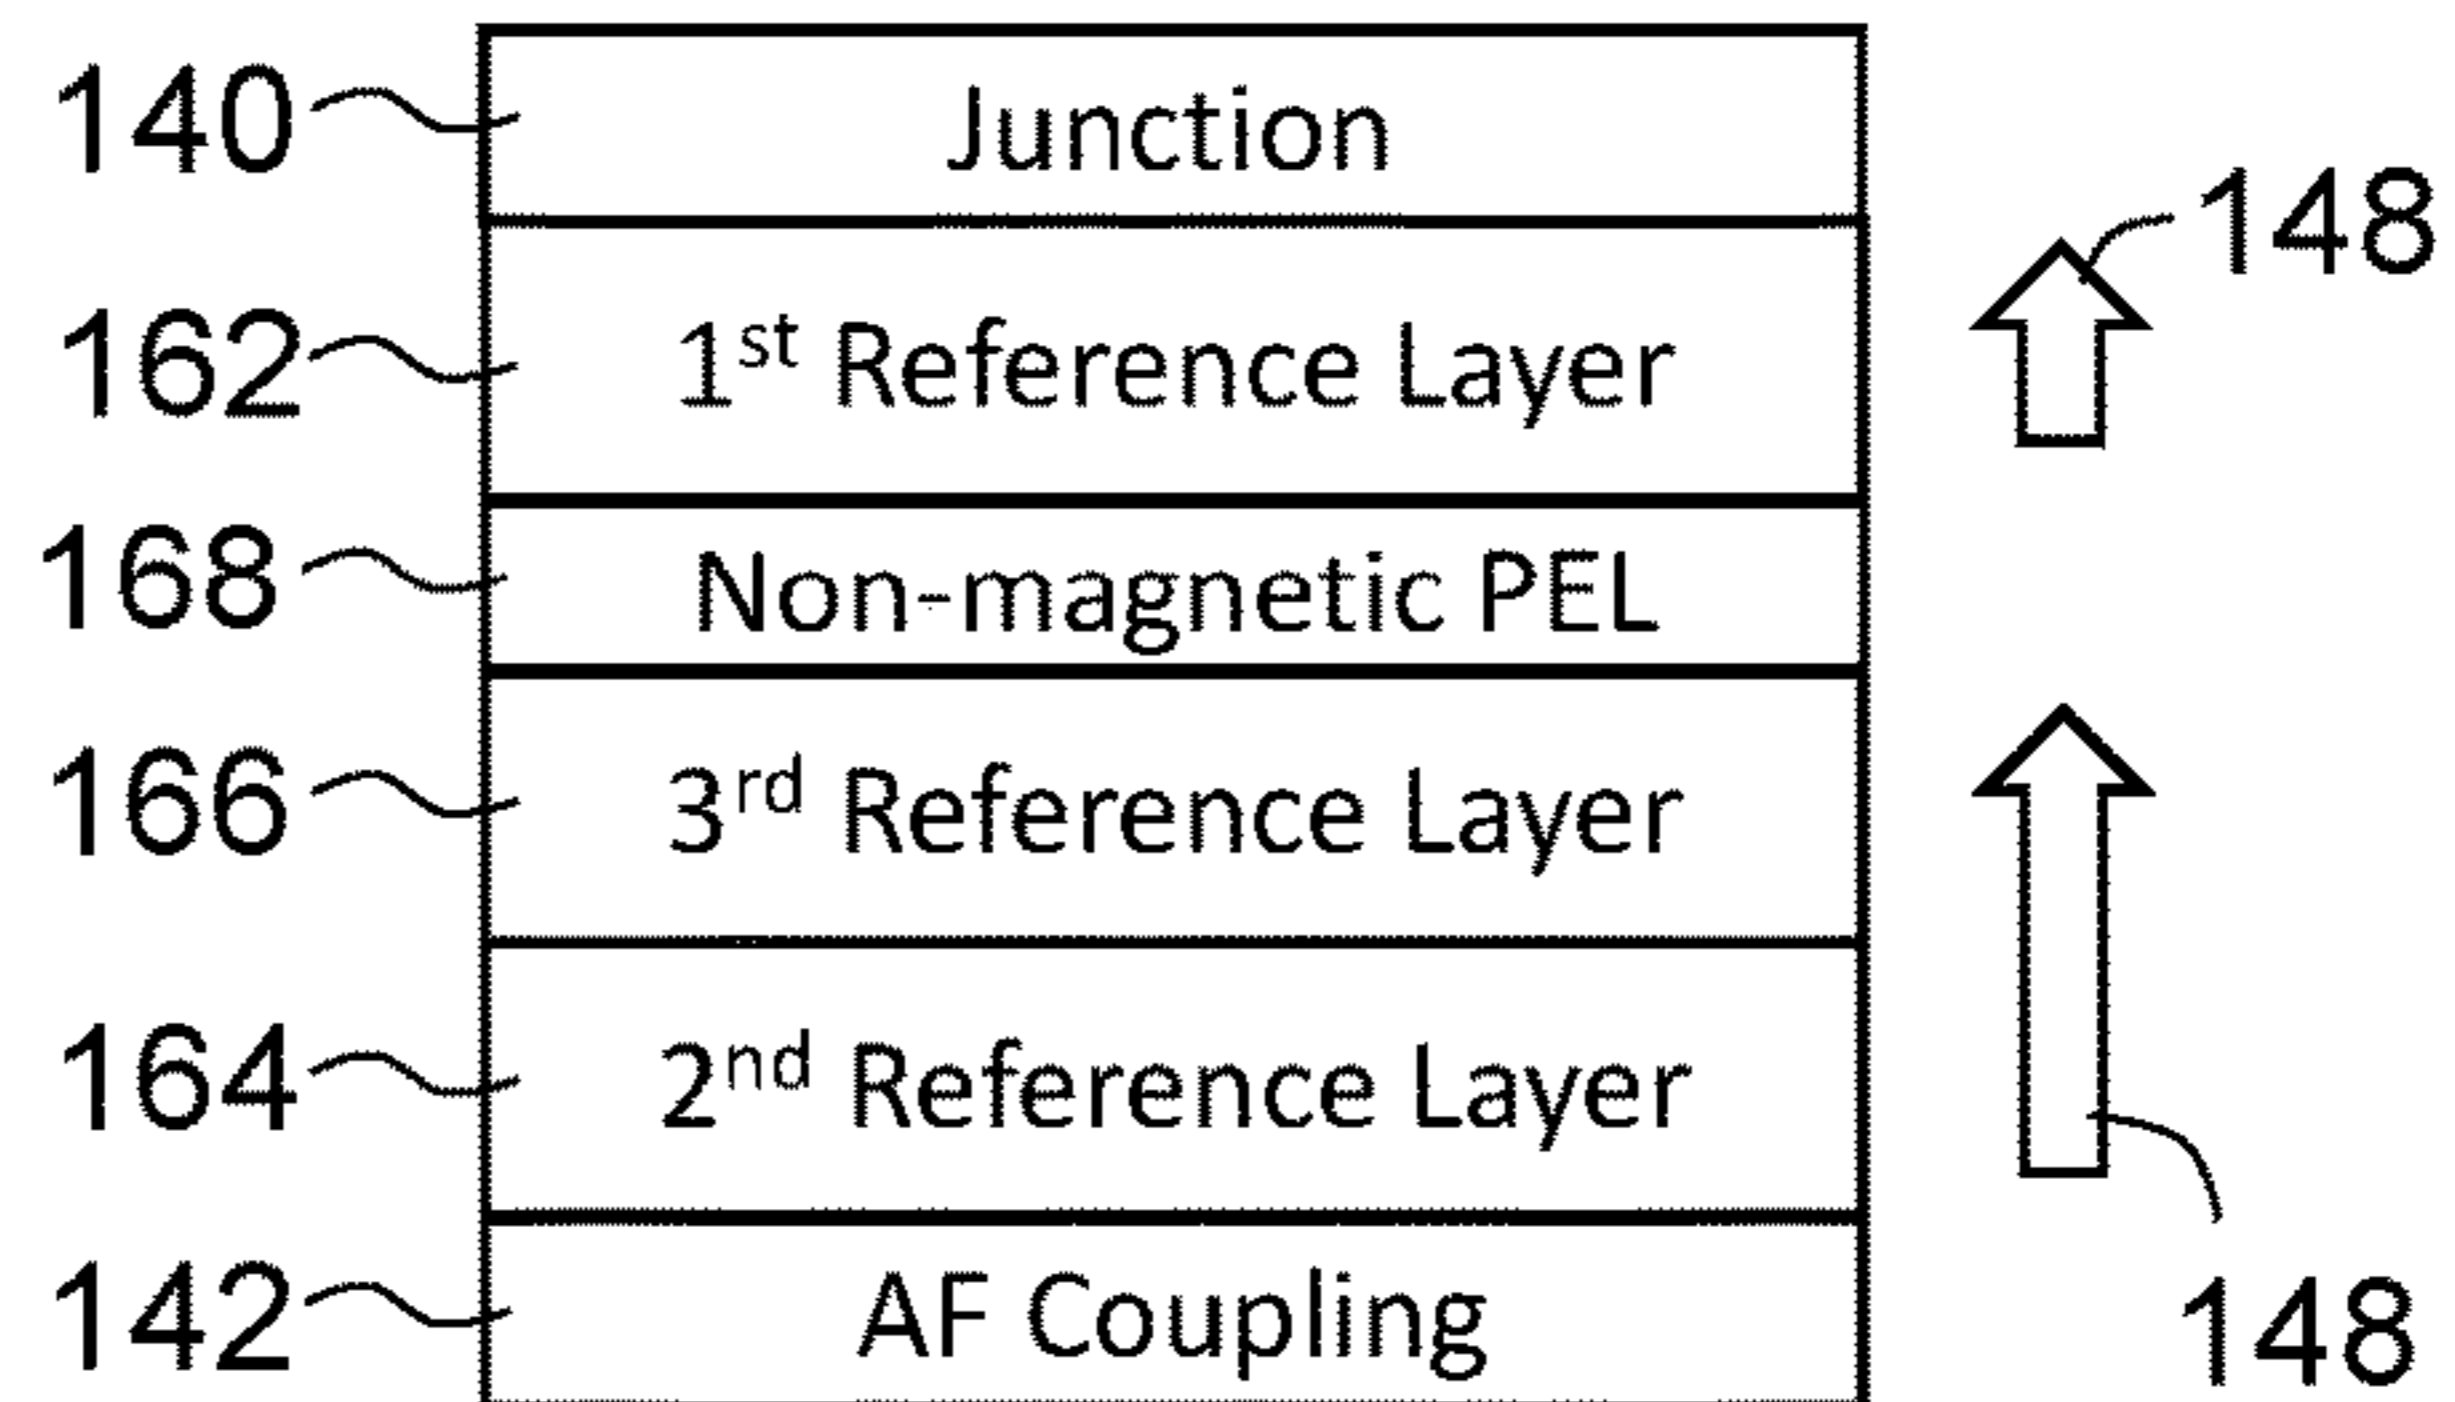 140 Junction
148
162 1st Reference Layer
168 Non-magnetic PEL
166 3rd Reference Layer
164 2nd Reference Layer
142 AF Coupling
148